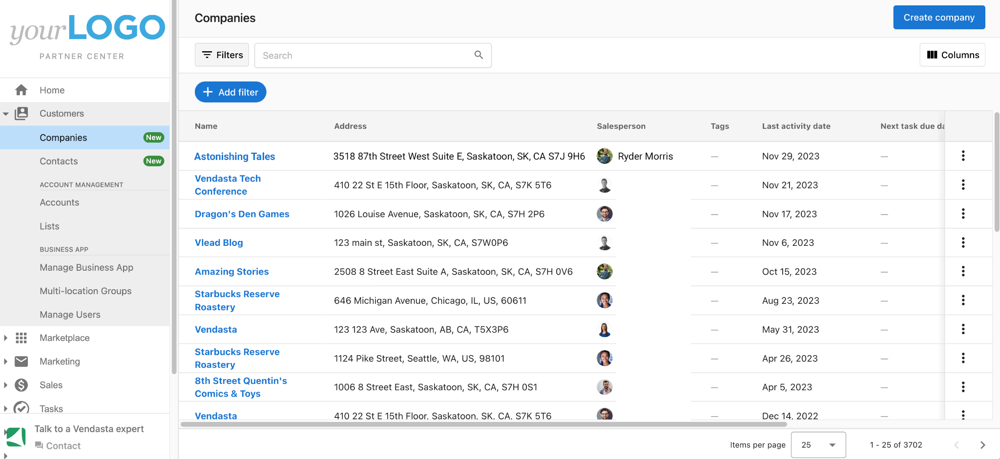 yourLOGO
PARTNER CENTER
Home
Customers
Companies New
Contacts New
ACCOUNT MANAGEMENT
Accounts
Lists
BUSINESS APP
Manage Business App
Multi-location Groups
Manage Users
Marketplace
Marketing
Sales
Tasks
Talk to a Vendasta expert
Contact
Companies
Create company
Filters
Search
Columns
Add filter
Name Address Salesperson Tags Last activity date Next task due da
Astonishing Tales 3518 87th Street West Suite E, Saskatoon, SK, CA S7J 9H6 Ryder Morris — Nov 29, 2023 —
Vendasta Tech
Conference 410 22 St E 15th Floor, Saskatoon, SK, CA, S7K 5T6 — Nov 21, 2023 —
Dragon's Den Games 1026 Louise Avenue, Saskatoon, SK, CA, S7H 2P6 — Nov 17, 2023 —
Vlead Blog 123 main st, Saskatoon, SK, CA, S7W0P6 — Nov 6, 2023 —
Amazing Stories 2508 8 Street East Suite A, Saskatoon, SK, CA, S7H 0V6 — Oct 15, 2023 —
Starbucks Reserve
Roastery 646 Michigan Avenue, Chicago, IL, US, 60611 — Aug 23, 2023 —
Vendasta 123 123 Ave, Saskatoon, AB, CA, T5X3P6 — May 31, 2023 —
Starbucks Reserve
Roastery 1124 Pike Street, Seattle, WA, US, 98101 — Apr 26, 2023 —
8th Street Quentin's
Comics & Toys 1006 8 Street East, Saskatoon, SK, CA, S7H 0S1 — Apr 5, 2023 —
Vendasta 410 22 St E 15th Floor, Saskatoon, SK, CA, S7K 5T6 — Dec 14, 2022 —
Items per page 25 1 - 25 of 3702